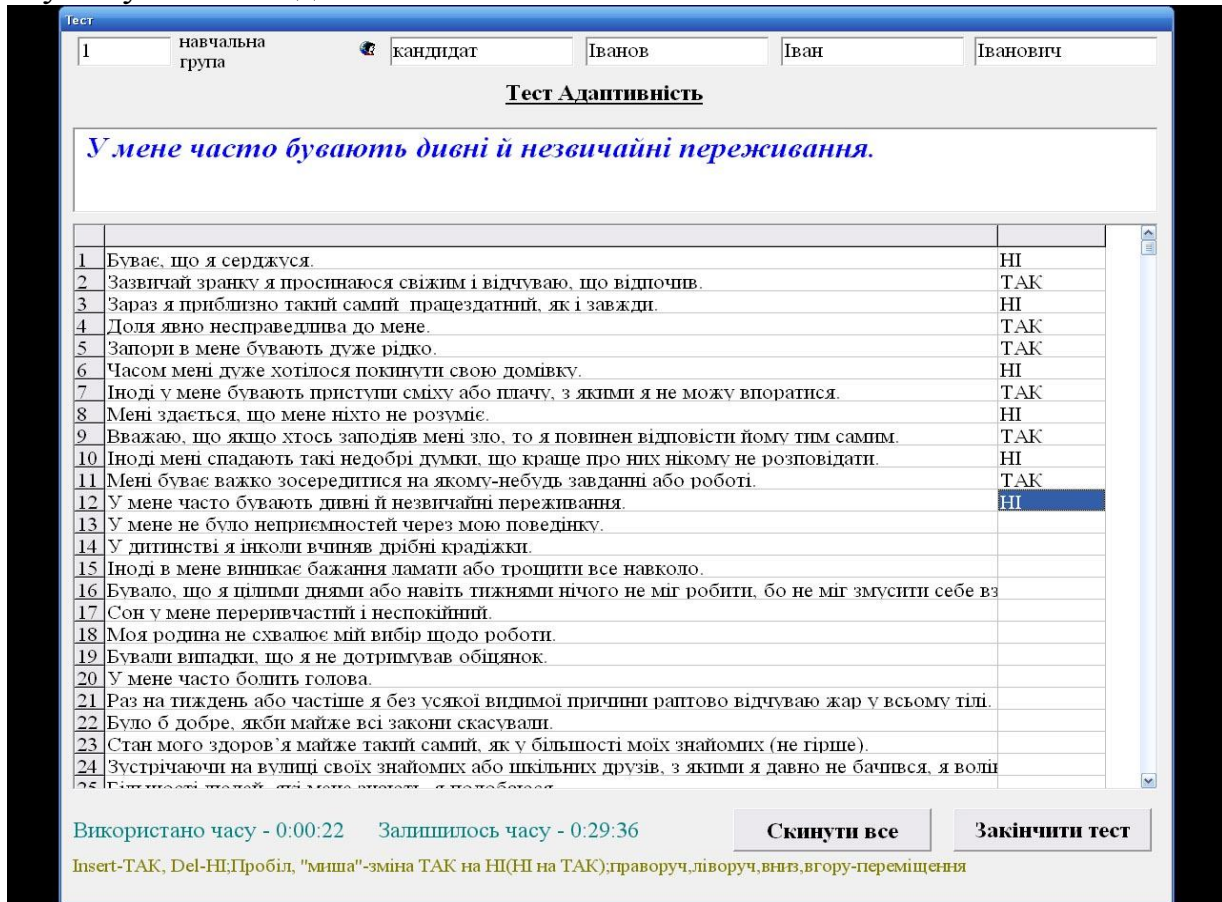 Тест
1 навчальна група кандидат Іванов Іван Іванович
Тест Адаптивність
У мене часто бувають дивні й незвичайні переживання.
1 Буває, що я серджуся. НІ
2 Зазвичай зранку я просинаюся свіжим і відчуваю, що відпочив. ТАК
3 Зараз я приблизно такий самий працездатний, як і завжди. НІ
4 Доля явно несправедлива до мене. ТАК
5 Запори в мене бувають дуже рідко. ТАК
6 Часом мені дуже хотілося покинути свою домівку. НІ
7 Іноді у мене бувають приступи сміху або плачу, з якими я не можу впоратися. ТАК
8 Мені здається, що мене ніхто не розуміє. НІ
9 Вважаю, що якщо хтось заподіяв мені зло, то я повинен відповісти йому тим самим. ТАК
10 Іноді мені спадають такі недобрі думки, що краще про них нікому не розповідати. НІ
11 Мені буває важко зосередитися на якому-небудь завданні або роботі. ТАК
12 У мене часто бувають дивні й незвичайні переживання. НІ
13 У мене не було неприємностей через мою поведінку.
14 У дитинстві я інколи вчиняв дрібні крадіжки.
15 Іноді в мене виникає бажання ламати або трощити все навколо.
16 Бувало, що я цілими днями або навіть тижнями нічого не міг робити, бо не міг змусити себе вз
17 Сон у мене переривчастий і неспокійний.
18 Моя родина не схвалює мій вибір щодо роботи.
19 Бували випадки, що я не дотримував обіцянок.
20 У мене часто болить голова.
21 Раз на тиждень або частіше я без усякої видимої причини раптово відчуваю жар у всьому тілі.
22 Було б добре, якби майже всі закони скасували.
23 Стан мого здоров`я майже такий самий, як у більшості моїх знайомих (не гірше).
24 Зустрічаючи на вулиці своїх знайомих або шкільних друзів, з якими я давно не бачився, я волі
25 Більшості людей, які мене знають, я подобаюся
Використано часу - 0:00:22 Залишилось часу - 0:29:36 Скинути все Закінчити тест
Insert-ТАК, Del-НІ;Пробіл, "миша"-зміна ТАК на НІ(НІ на ТАК);праворуч,ліворуч,вниз,вгору-переміщення